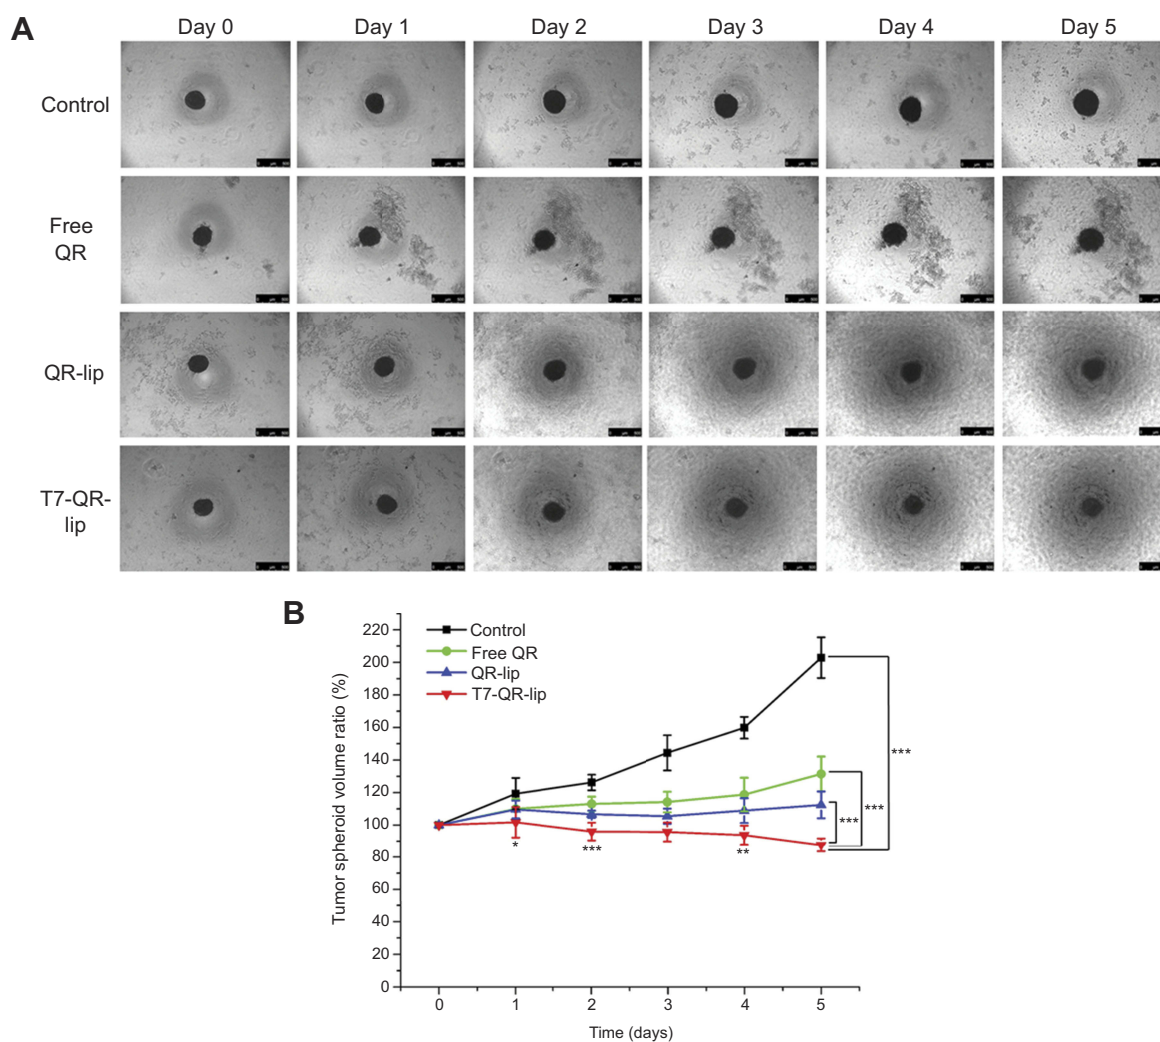 A
Day 0 Day 1 Day 2 Day 3 Day 4 Day 5
Control
Free
QR
QR-lip
T7-QR-
lip
B
Tumor spheroid volume ratio (%)
220
200
180
160
140
120
100
80
60
40
20
0
Control
Free QR
QR-lip
T7-QR-lip
***
***
***
* *** **
0 1 2 3 4 5
Time (days)